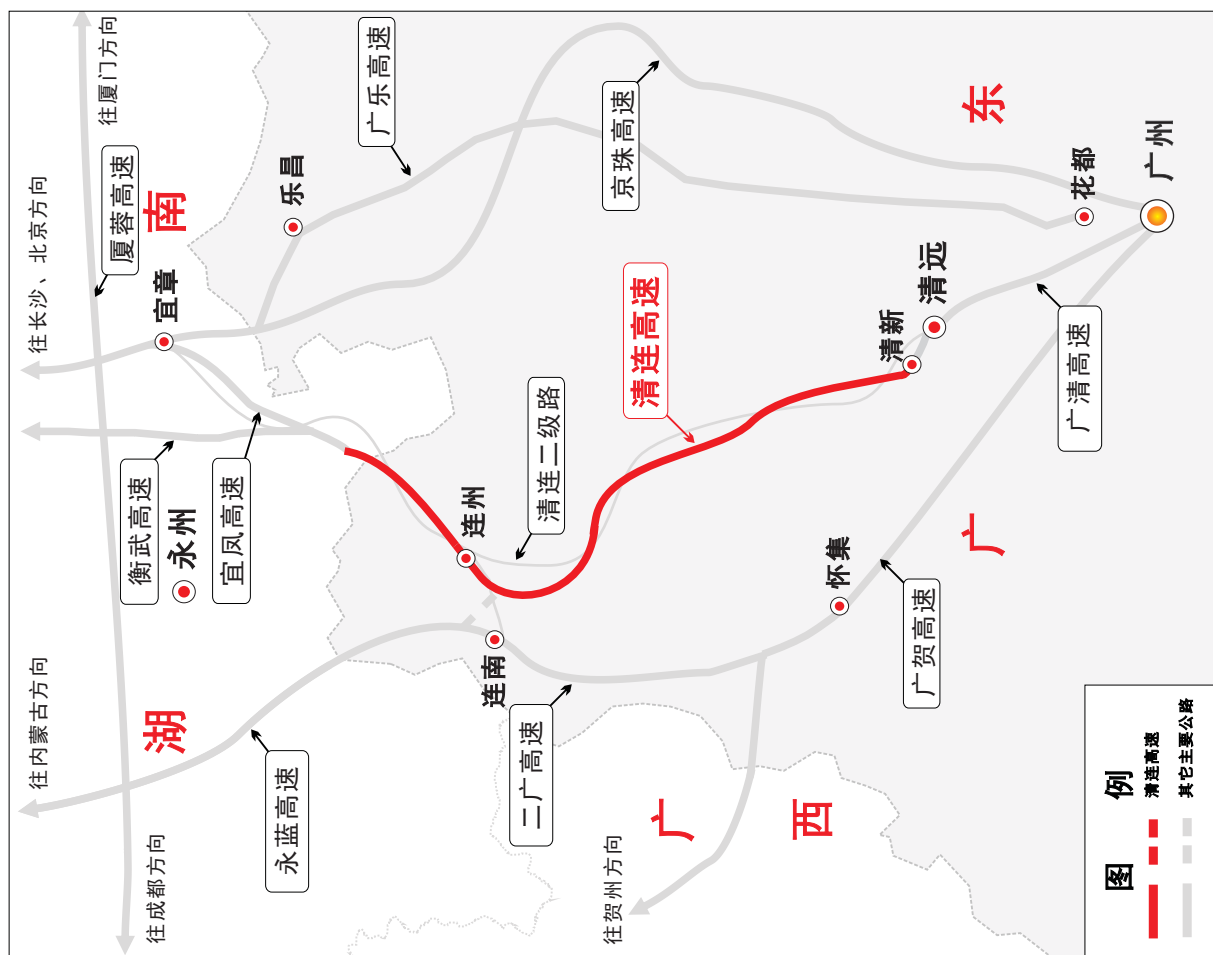 往厦门方向
厦蓉高速
往长沙、北京方向
湖南
宜章
乐昌
广乐高速
京珠高速
广东
花都
广州
衡武高速
永州
宜凤高速
连州
清连二级路
清连高速
清新
清远
广清高速
往内蒙古方向
永蓝高速
往成都方向
连南
二广高速
怀集
广贺高速
广西
往贺州方向
图例
清连高速
其它主要公路